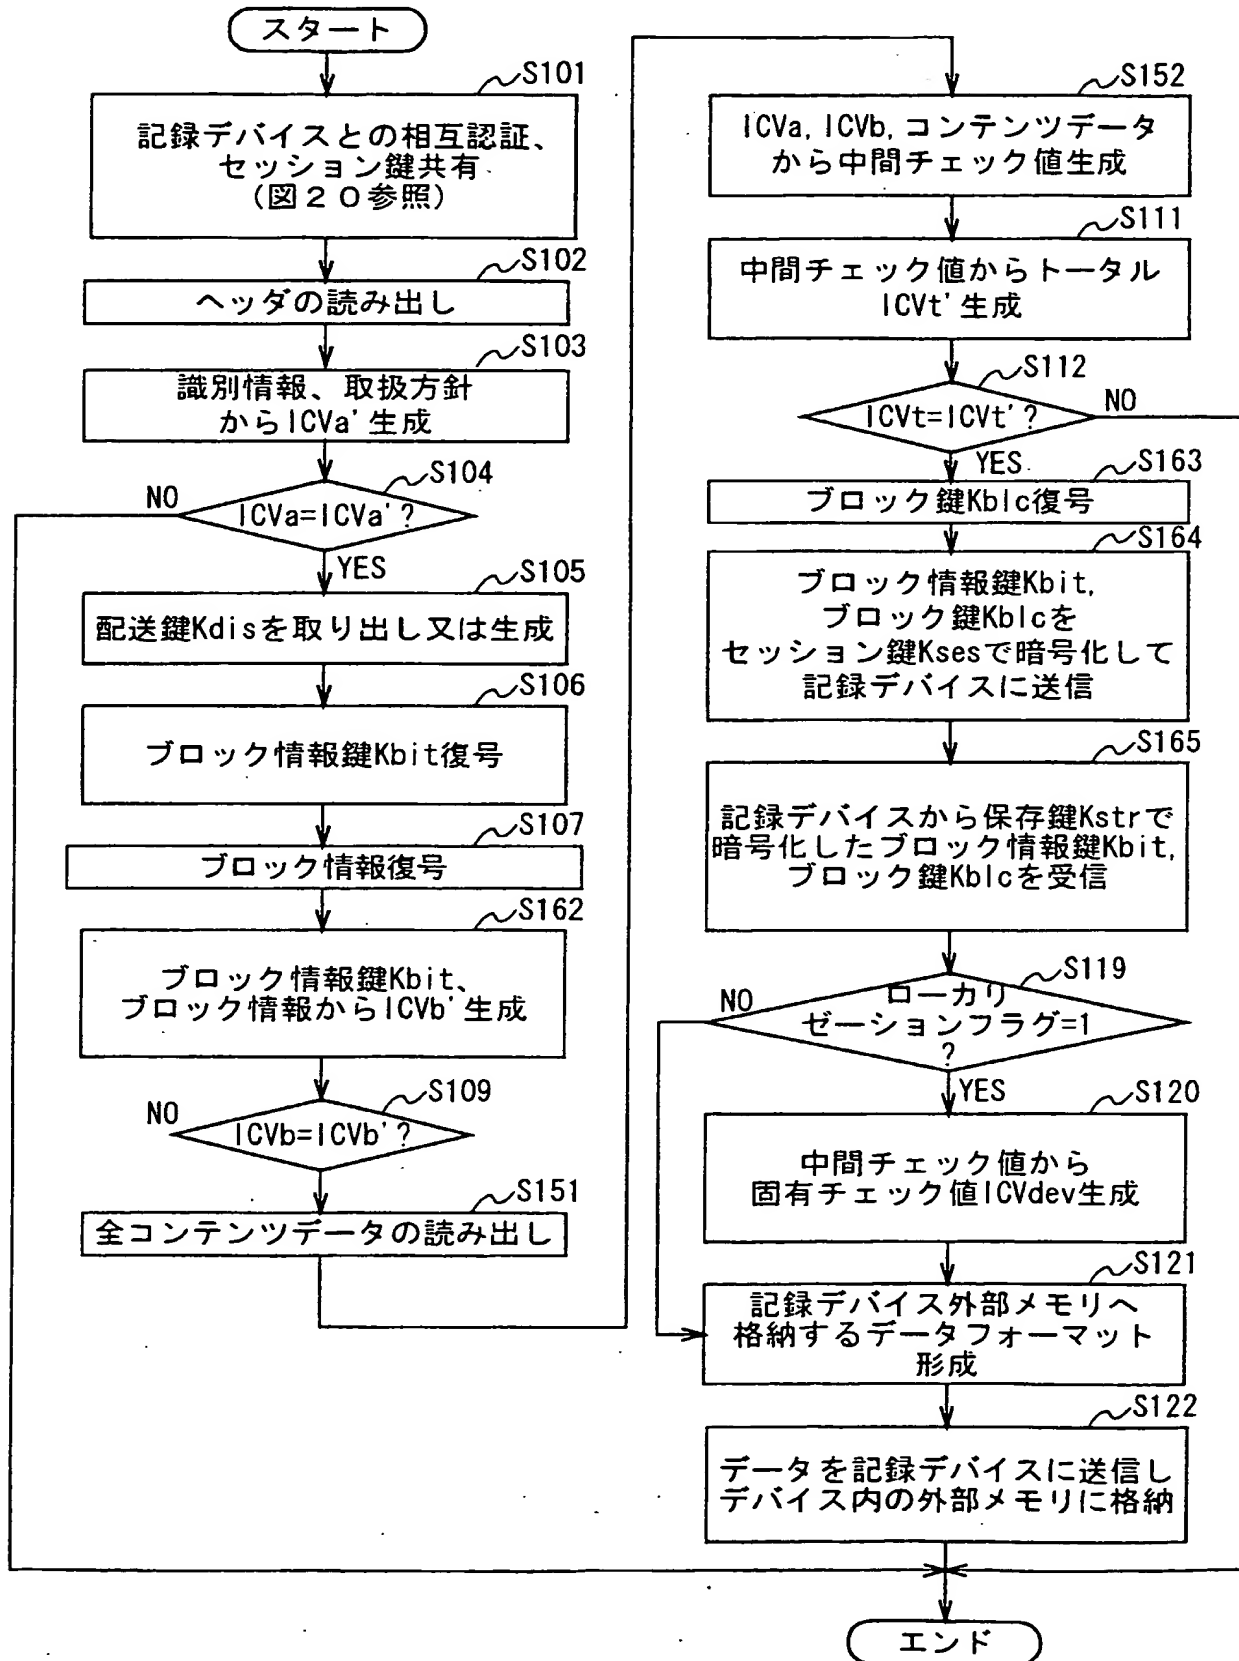 スタート
S101
記録デバイスとの相互認証、
セッション鍵共有
(図20参照)
S102
ヘッダの読み出し
S103
識別情報、取扱方針
からICVa'生成
S104
NO
ICVa=ICVa'?
YES
S105
配送鍵Kdisを取り出し又は生成
S106
ブロック情報鍵Kbit復号
S107
ブロック情報復号
S162
ブロック情報鍵Kbit、
ブロック情報からICVb'生成
S109
NO
ICVb=ICVb'?
S151
全コンテンツデータの読み出し
S152
ICVa, ICVb, コンテンツデータ
から中間チェック値生成
S111
中間チェック値からトータル
ICVt'生成
S112
ICVt=ICVt'?
NO
YES
S163
ブロック鍵Kblc復号
S164
ブロック情報鍵Kbit,
ブロック鍵Kblcを
セッション鍵Ksesで暗号化して
記録デバイスに送信
S165
記録デバイスから保存鍵Kstrで
暗号化したブロック情報鍵Kbit,
ブロック鍵Kblcを受信
S119
NO
ローカリ
ゼーションフラグ=1
?
YES
S120
中間チェック値から
固有チェック値ICVdev生成
S121
記録デバイス外部メモリへ
格納するデータフォーマット
形成
S122
データを記録デバイスに送信し
デバイス内の外部メモリに格納
エンド